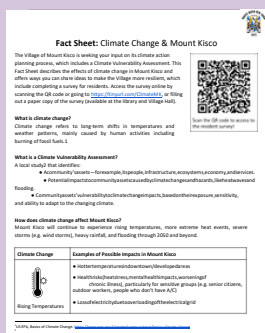 Fact Sheet: Climate Change & Mount Kisco
The Village of Mount Kisco is seeking your input on its climate action
planning process, which includes a Climate Vulnerability Assessment. This
Fact Sheet describes the effects of climate change in Mount Kisco and
offers ways you can share ideas to make the Village more resilient, which
include completing a survey for residents. Access the survey online by
scanning the QR code or going to https://tinyurl.com/ClimateMK, or filling
out a paper copy of the survey (available at the library and Village Hall).
Scan the QR code to access
the resident survey!
What is climate change?
Climate change refers to long-term shifts in temperatures and
weather patterns, mainly caused by human activities including
burning of fossil fuels.1
What is a Climate Vulnerability Assessment?
A local study2 that identifies:
● Acommunity'assets—forexample,itspeople,infrastructure,ecosystems,economy,andservices.
● Potentialimpactstocommunityassetscausedbyclimatechangesandhazards,likeheatwavesand
flooding.
● Communityassets'vulnerabilitytoclimatechangeimpacts,basedontheirexposure,sensitivity,
and ability to adapt to the changing climate.
How does climate change affect Mount Kisco?
Mount Kisco will continue to experience rising temperatures, more extreme heat events, severe
storms (e.g. wind storms), heavy rainfall, and flooding through 2050 and beyond.
Climate Change
Examples of Possible Impacts in Mount Kisco
Rising Temperatures
● Hottertemperaturesindowntown/developedareas
● Healthrisks(heatstress,mentalhealthimpacts,worseningof
chronic illness), particularly for sensitive groups (e.g. senior citizens,
outdoor workers, people who don't have A/C)
● Lossofelectricityduetooverloadingoftheelectricalgrid
1USEPA, Basics of Climate Change.